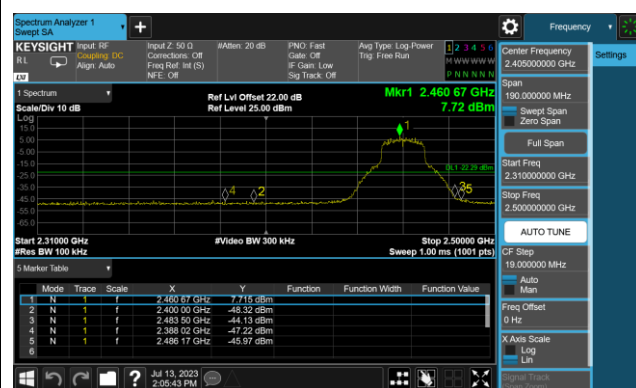 Spectrum Analyzer 1
Swept SA
Frequency
KEYSIGHT
RL
Input: RF
Coupling: DC
Align: Auto
Input Z: 50 Ω
Corrections: Off
Freq Ref: Int (S)
NFE: Off
#Atten: 20 dB
PNO: Fast
Gate: Off
IF Gain: Low
Sig Track: Off
Avg Type: Log-Power
Trig: Free Run
1 2 3 4 5 6
M W W W W W
P N N N N N
Center Frequency
2.405000000 GHz
Settings
1 Spectrum
Scale/Div 10 dB
Ref Lvl Offset 22.00 dB
Ref Level 25.00 dBm
Mkr1 2.460 67 GHz
7.72 dBm
Span
190.000000 MHz
Swept Span
Zero Span
Full Span
Log
15.0
5.00
-5.00
-15.0
-25.0
-35.0
-45.0
-55.0
-65.0
1
DL1 -22.29 dBm
4
2
3 5
Start Freq
2.310000000 GHz
Stop Freq
2.500000000 GHz
AUTO TUNE
Start 2.31000 GHz
#Res BW 100 kHz
#Video BW 300 kHz
Stop 2.50000 GHz
Sweep 1.00 ms (1001 pts)
CF Step
19.000000 MHz
Auto
Man
5 Marker Table
Mode Trace Scale X Y Function Function Width Function Value
1 N 1 f 2.460 67 GHz 7.715 dBm
2 N 1 f 2.400 00 GHz -48.32 dBm
3 N 1 f 2.483 50 GHz -44.13 dBm
4 N 1 f 2.388 02 GHz -47.22 dBm
5 N 1 f 2.486 17 GHz -45.97 dBm
6
Freq Offset
0 Hz
X Axis Scale
Log
Lin
Signal Track
(Span Zoom)
?
Jul 13, 2023
2:05:43 PM